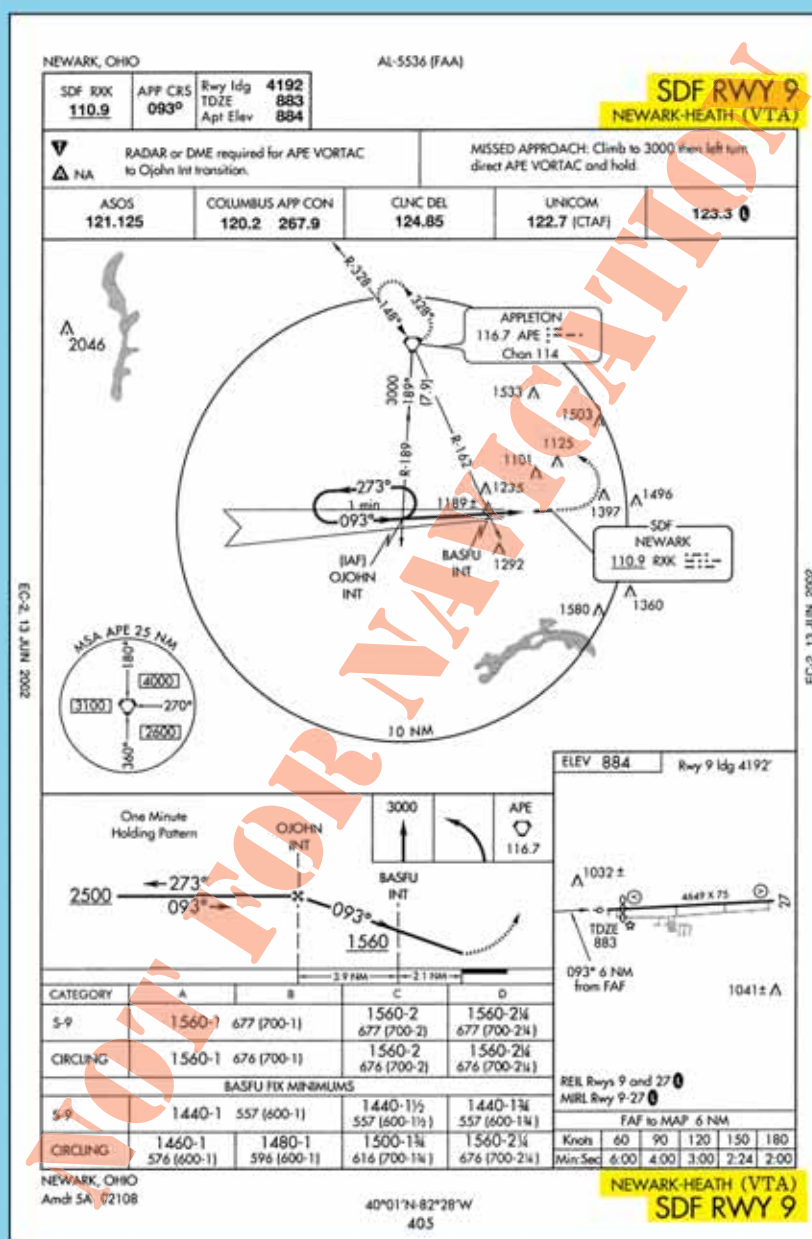 NEWARK, OHIO
AL-5536 (FAA)
SDF RXK
110.9
APP CRS
093°
Rwy ldg 4192
TDZE 883
Apt Elev 884
SDF RWY 9
NEWARK-HEATH (VTA)
T
A NA
RADAR or DME required for APE VORTAC
to Ojohn Int transition.
MISSED APPROACH: Climb to 3000 then left turn
direct APE VORTAC and hold.
ASOS
121.125
COLUMBUS APP CON
120.2 267.9
CLNC DEL
124.85
UNICOM
122.7 (CTAF)
123.3 L
R-328
148°
328°
2046
APPLETON
116.7 APE
Chan 114
3000
189°
(7.9)
R-189
R-162
1533
1503
1125
1101
1235
1189±
1397
1496
273°
1 min
093°
(IAF)
OJOHN
INT
BASFU
INT
1292
SDF
NEWARK
110.9 RXK
1580
1360
10 NM
MSA APE 25 NM
180°
4000
3100
270°
2600
360°
EC-2, 13 JUN 2002
EC-2, 13 JUN 2002
NOT FOR NAVIGATION
One Minute
Holding Pattern
OJOHN
INT
3000
APE
116.7
BASFU
INT
2500
273°
093°
093°
1560
3.9 NM
2.1 NM
ELEV 884
Rwy 9 ldg 4192'
1032 ±
4649 X 75
27
TDZE
883
093° 6 NM
from FAF
1041±
REIL Rwys 9 and 27 L
MIRL Rwy 9-27 L
CATEGORY A B C D
S-9 1560-1 677 (700-1) 1560-2 677 (700-2) 1560-2¼ 677 (700-2¼)
CIRCLING 1560-1 676 (700-1) 1560-2 676 (700-2) 1560-2¼ 676 (700-2¼)
BASFU FIX MINIMUMS
S-9 1440-1 557 (600-1) 1440-1½ 557 (600-1½) 1440-1¾ 557 (600-1¾)
CIRCLING 1460-1 576 (600-1) 1480-1 596 (600-1) 1500-1¾ 616 (700-1¾) 1560-2¼ 676 (700-2¼)
FAF to MAP 6 NM
Knots 60 90 120 150 180
Min:Sec 6:00 4:00 3:00 2:24 2:00
NEWARK, OHIO
Amdt 5A 02108
40°01'N-82°28'W
405
NEWARK-HEATH (VTA)
SDF RWY 9